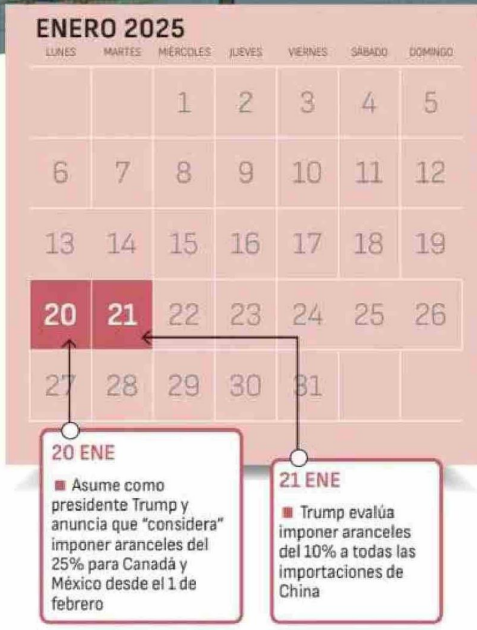 ENERO 2025
LUNES MARTES MIÉRCOLES JUEVES VIERNES SÁBADO DOMINGO
1 2 3 4 5
6 7 8 9 10 11 12
13 14 15 16 17 18 19
20 21 22 23 24 25 26
27 28 29 30 31
20 ENE
Asume como
presidente Trump y
anuncia que “considera”
imponer aranceles del
25% para Canadá y
México desde el 1 de
febrero
21 ENE
Trump evalúa
imponer aranceles
del 10% a todas las
importaciones de
China